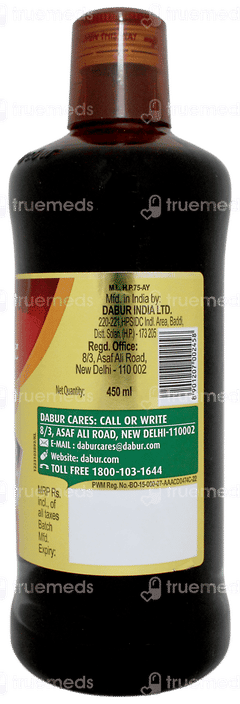 truemeds
M L. H.P.75-AY
Mfd. in India by:
DABUR INDIA LTD.
220-221,HPSIDC Indl. Area, Baddi,
Dist. Solan, (H.P.) - 173 205
Regd. Office:
8/3, Asaf Ali Road,
New Delhi - 110 002
Net Quantity: 450 ml
DABUR CARES: CALL OR WRITE
8/3, ASAF ALI ROAD, NEW DELHI-110002
E-MAIL : daburcares@dabur.com
Website: dabur.com
TOLL FREE 1800-103-1644
MRP Rs.
Incl., of
all taxes
Batch
Mfd.
Expiry: